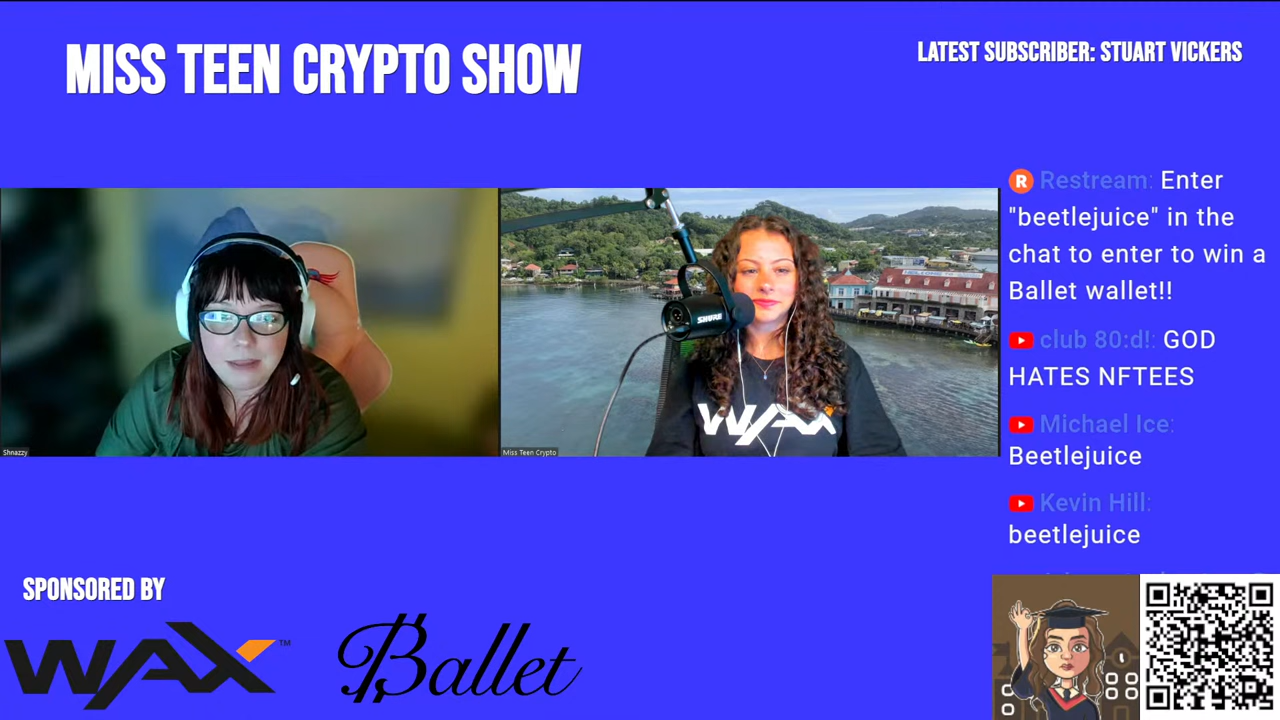 MISS TEEN CRYPTO SHOW
LATEST SUBSCRIBER: STUART VICKERS
R Restream: Enter
"beetlejuice" in the
chat to enter to win a
Ballet wallet!!
club 80:d!: GOD
HATES NFTEES
Michael Ice:
Beetlejuice
Kevin Hill:
beetlejuice
SHURE
WAX
Shnazzy
Miss Teen Crypto
SPONSORED BY
WAX™
Ballet